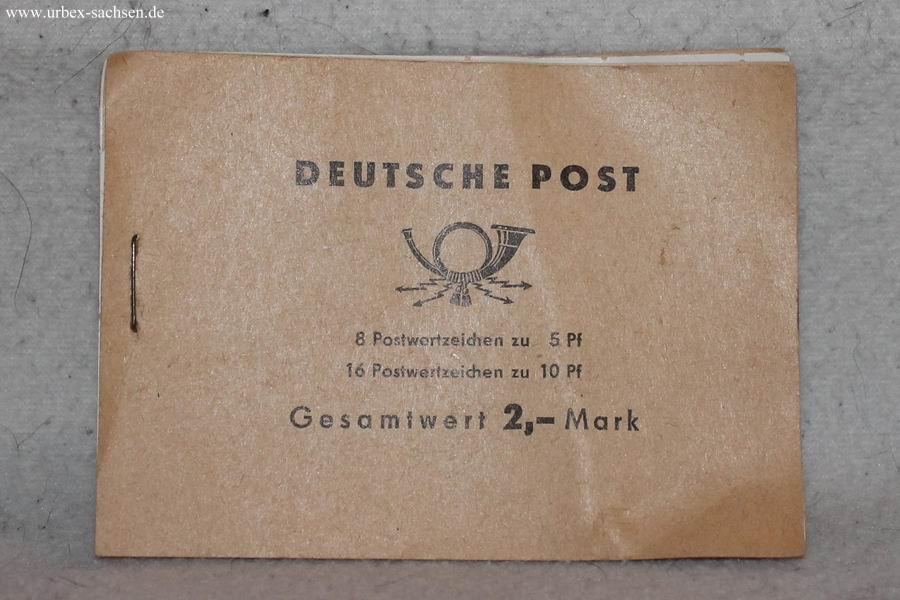 www.urbex-sachsen.de
DEUTSCHE POST
8 Postwertzeichen zu 5 Pf
16 Postwertzeichen zu 10 Pf
Gesamtwert 2,– Mark